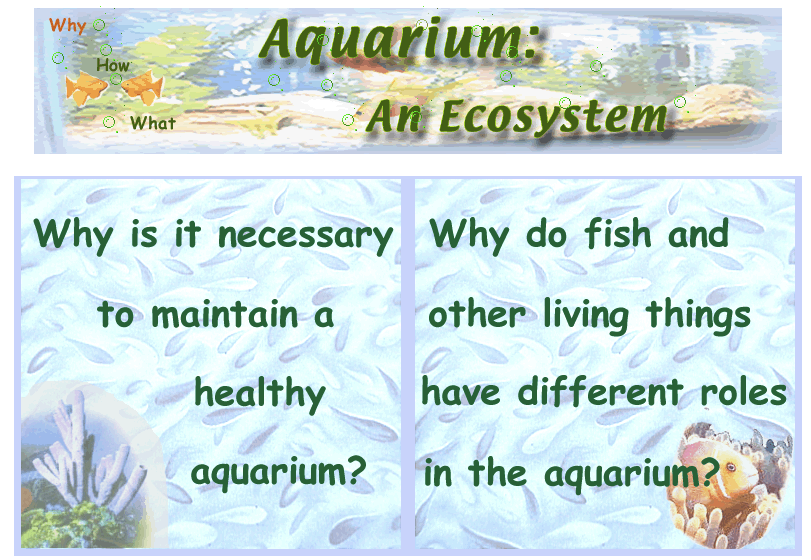 Why
How
What
Aquarium:
An Ecosystem
Why is it necessary
to maintain a
healthy
aquarium?
Why do fish and
other living things
have different roles
in the aquarium?